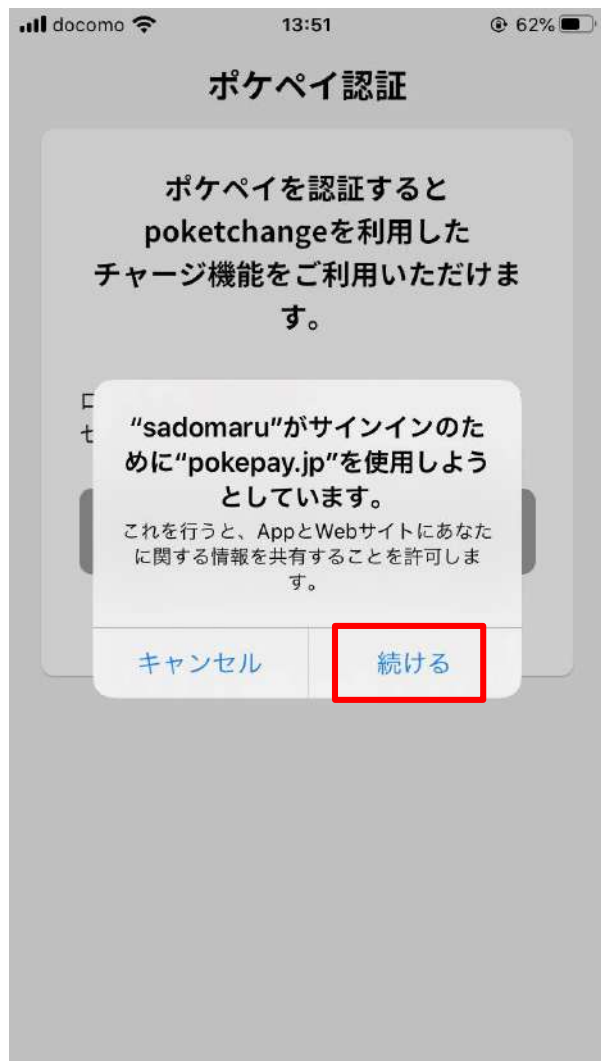 docomo 13:51 62%
ポケペイ認証
ポケペイを認証すると
poketchangeを利用した
チャージ機能をご利用いただけま
す。
ロ
セ
“sadomaru”がサインインのた
めに“pokepay.jp”を使用しよう
としています。
これを行うと、AppとWebサイトにあなた
に関する情報を共有することを許可しま
す。
キャンセル 続ける